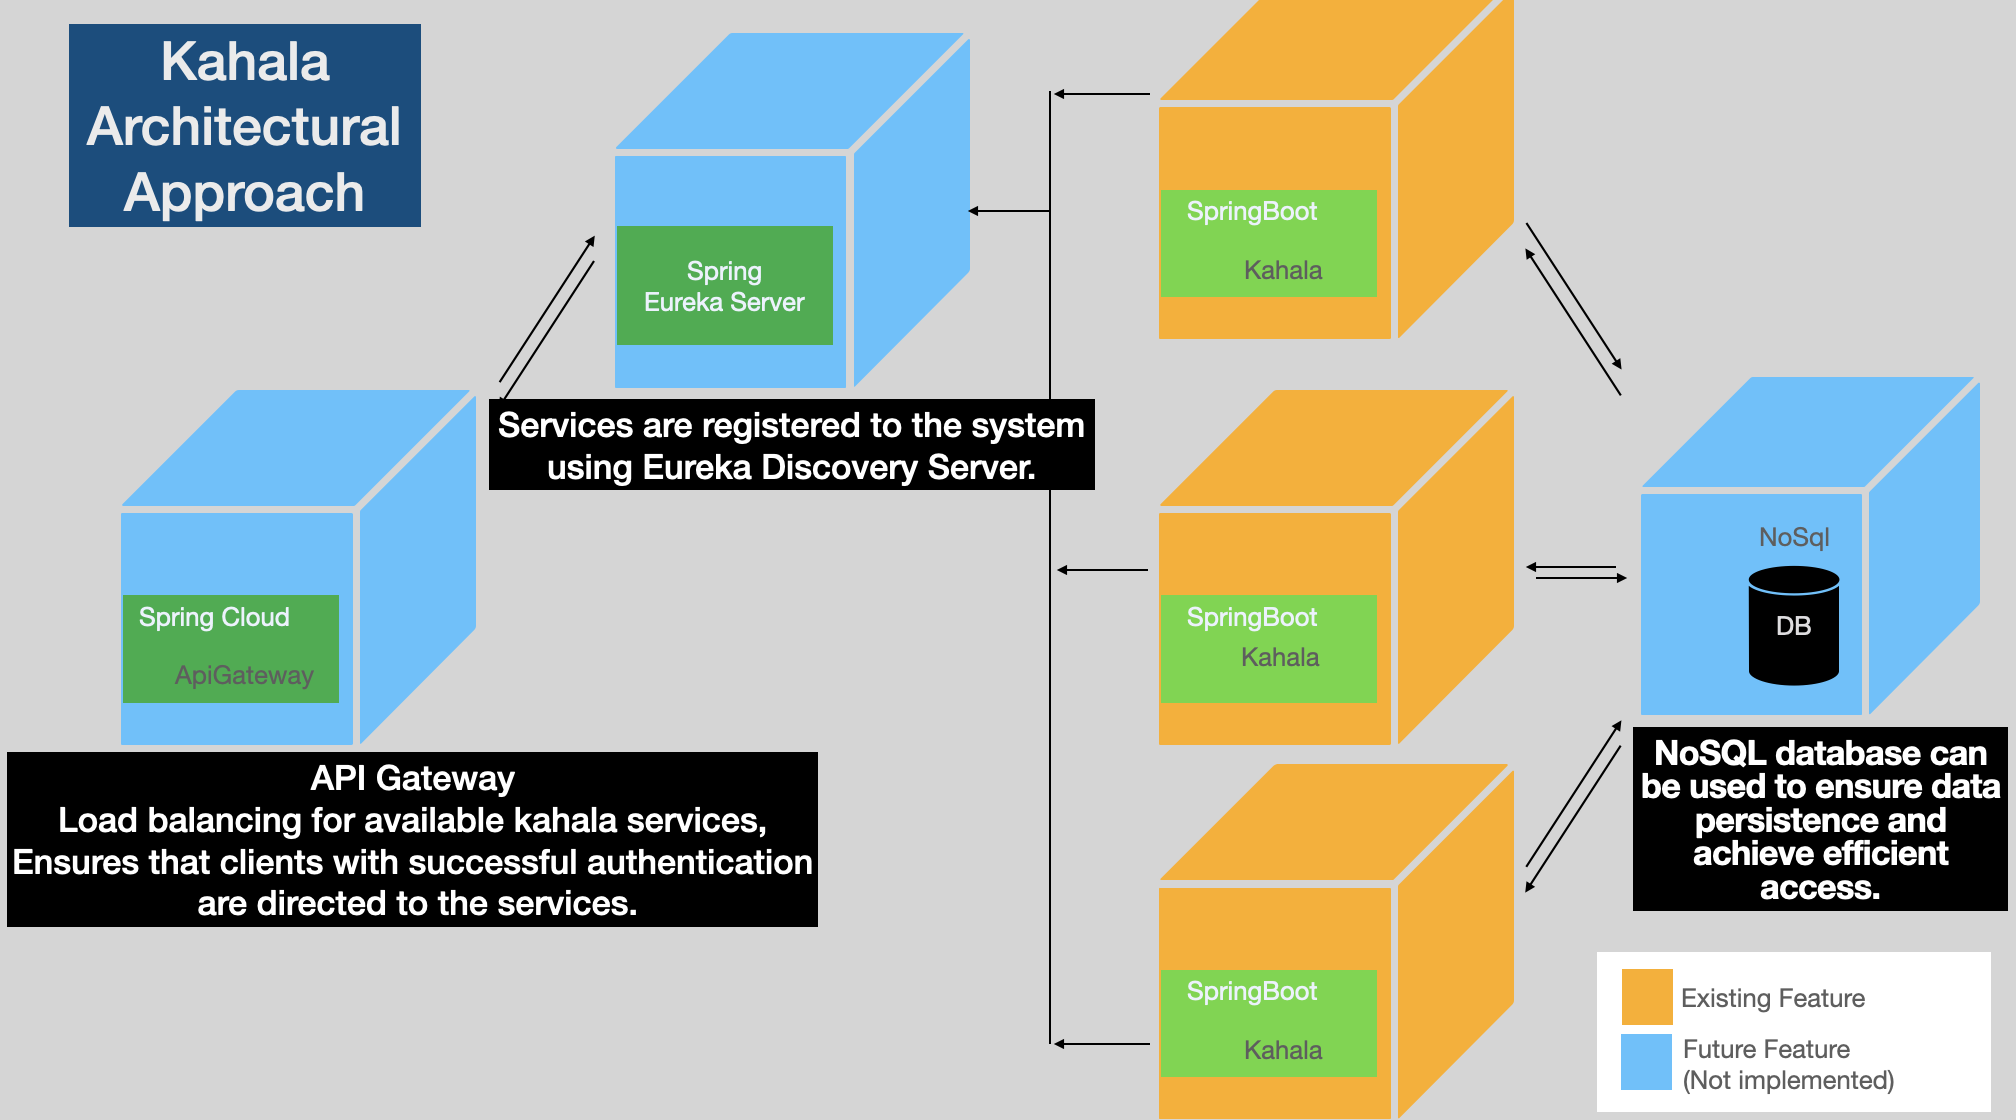 Kahala
Architectural
Approach
Spring
Eureka Server
Services are registered to the system
using Eureka Discovery Server.
Spring Cloud
ApiGateway
API Gateway
Load balancing for available kahala services,
Ensures that clients with successful authentication
are directed to the services.
SpringBoot
Kahala
SpringBoot
Kahala
SpringBoot
Kahala
NoSql
DB
NoSQL database can
be used to ensure data
persistence and
achieve efficient
access.
Existing Feature
Future Feature
(Not implemented)